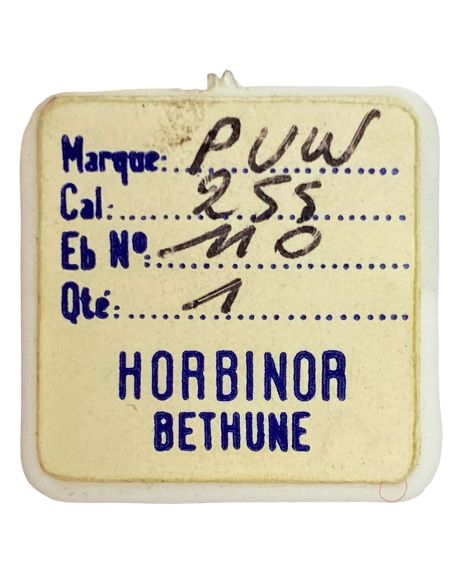 Marque: PUW
Cal: 255
Eb Nº: 110
Qté: 1
HORBINOR
BETHUNE